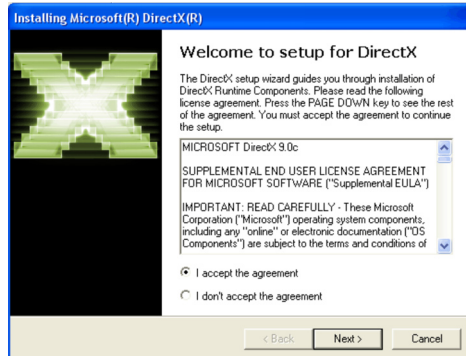 Installing Microsoft(R) DirectX(R)
Welcome to setup for DirectX
The DirectX setup wizard guides you through installation of
DirectX Runtime Components. Please read the following
license agreement. Press the PAGE DOWN key to see the rest
of the agreement. You must accept the agreement to continue
the setup.
MICROSOFT DirectX 9.0c
SUPPLEMENTAL END USER LICENSE AGREEMENT
FOR MICROSOFT SOFTWARE ("Supplemental EULA")
IMPORTANT: READ CAREFULLY - These Microsoft
Corporation ("Microsoft") operating system components,
including any "online" or electronic documentation ("OS
Components") are subject to the terms and conditions of
I accept the agreement
I don't accept the agreement
< Back Next > Cancel